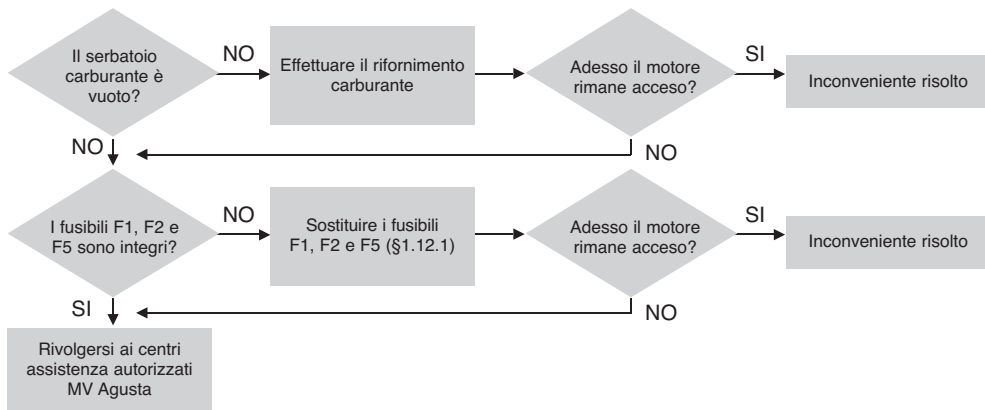 Il serbatoio
carburante è
vuoto?
NO
Effettuare il rifornimento
carburante
Adesso il motore
rimane acceso?
SI
Inconveniente risolto
NO
NO
I fusibili F1, F2 e
F5 sono integri?
NO
Sostituire i fusibili
F1, F2 e F5 (§1.12.1)
Adesso il motore
rimane acceso?
SI
Inconveniente risolto
SI
NO
Rivolgersi ai centri
assistenza autorizzati
MV Agusta